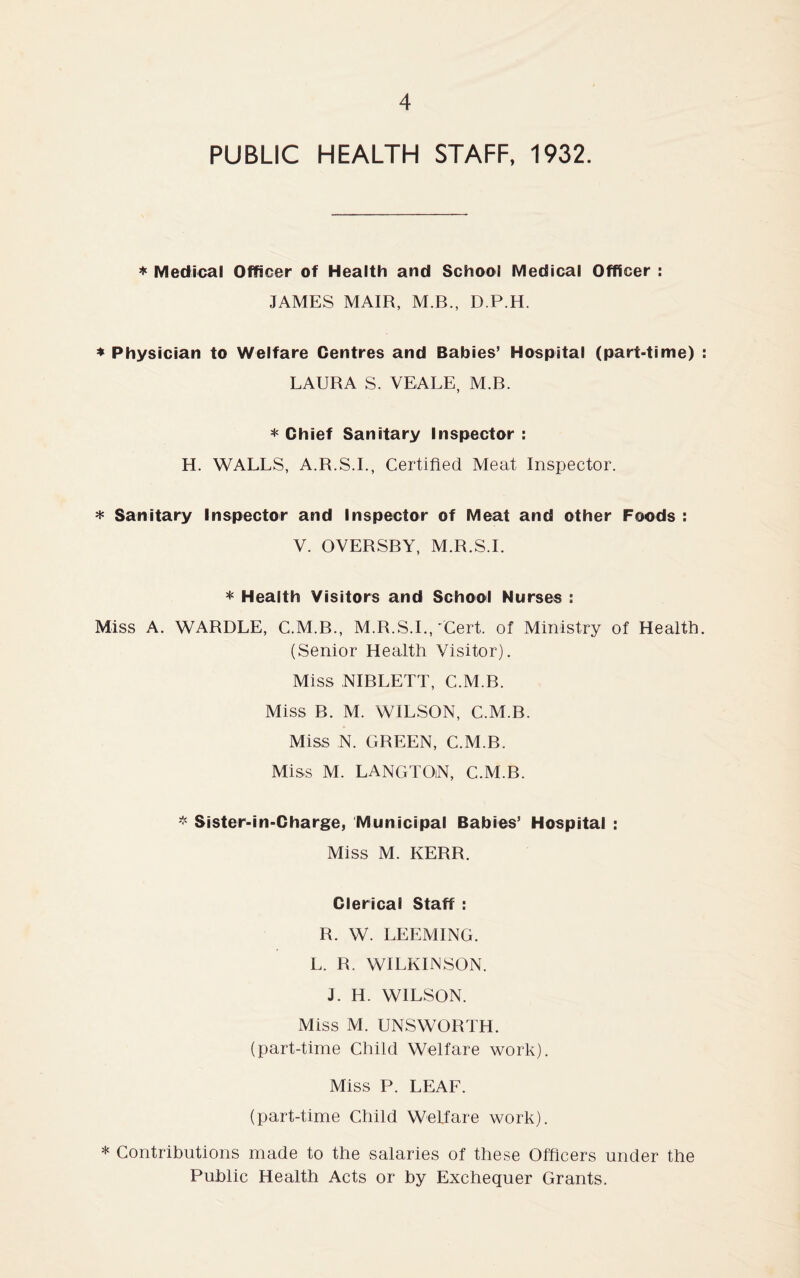 4
PUBLIC HEALTH STAFF, 1932.
* Medical Officer of Health and School Medical Officer :
JAMES MAIR, M.B., D.P.H.
* Physician to Welfare Centres and Babies' Hospital (part-time) :
LAURA S. VEALE, M.B.
* Chief Sanitary Inspector :
H. WALLS, A.R.S.I., Certified Meat Inspector.
* Sanitary Inspector and Inspector of Meat and other Foods :
V. OVERSBY, M.R.S.I.
* Health Visitors and School Nurses :
Miss A. WARDLE, C.M.B., M.R.S.I., Cert. of Ministry of Health.
(Senior Health Visitor).
Miss NIBLETT, C.M.B.
Miss B. M. WILSON, C.M.B.
Miss N. GREEN, C.M.B.
Miss M. LANGTON, C.M.B.
* Sister-in-Charge, Municipal Babies' Hospital :
Miss M. KERR.
Clerical Staff :
R. W. LEEMING.
L. R. WILKINSON.
J. H. WILSON.
Miss M. UNSWORTH.
(part-time Child Welfare work).
Miss P. LEAF.
(part-time Child Welfare work).
* Contributions made to the salaries of these Officers under the
Public Health Acts or by Exchequer Grants.